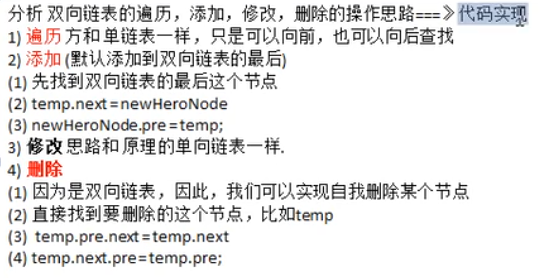 分析 双向链表的遍历，添加，修改，删除的操作思路===》代码实现
1) 遍历 方和 单链表一样，只是可以向前，也可以向后查找
2) 添加 (默认添加到双向链表的最后)
(1) 先找到双向链表的最后这个节点
(2) temp.next = newHeroNode
(3) newHeroNode.pre = temp;
3) 修改 思路和 原理的单向链表一样.
4) 删除
(1) 因为是双向链表，因此，我们可以实现自我删除某个节点
(2) 直接找到要删除的这个节点，比如temp
(3) temp.pre.next = temp.next
(4) temp.next.pre = temp.pre;